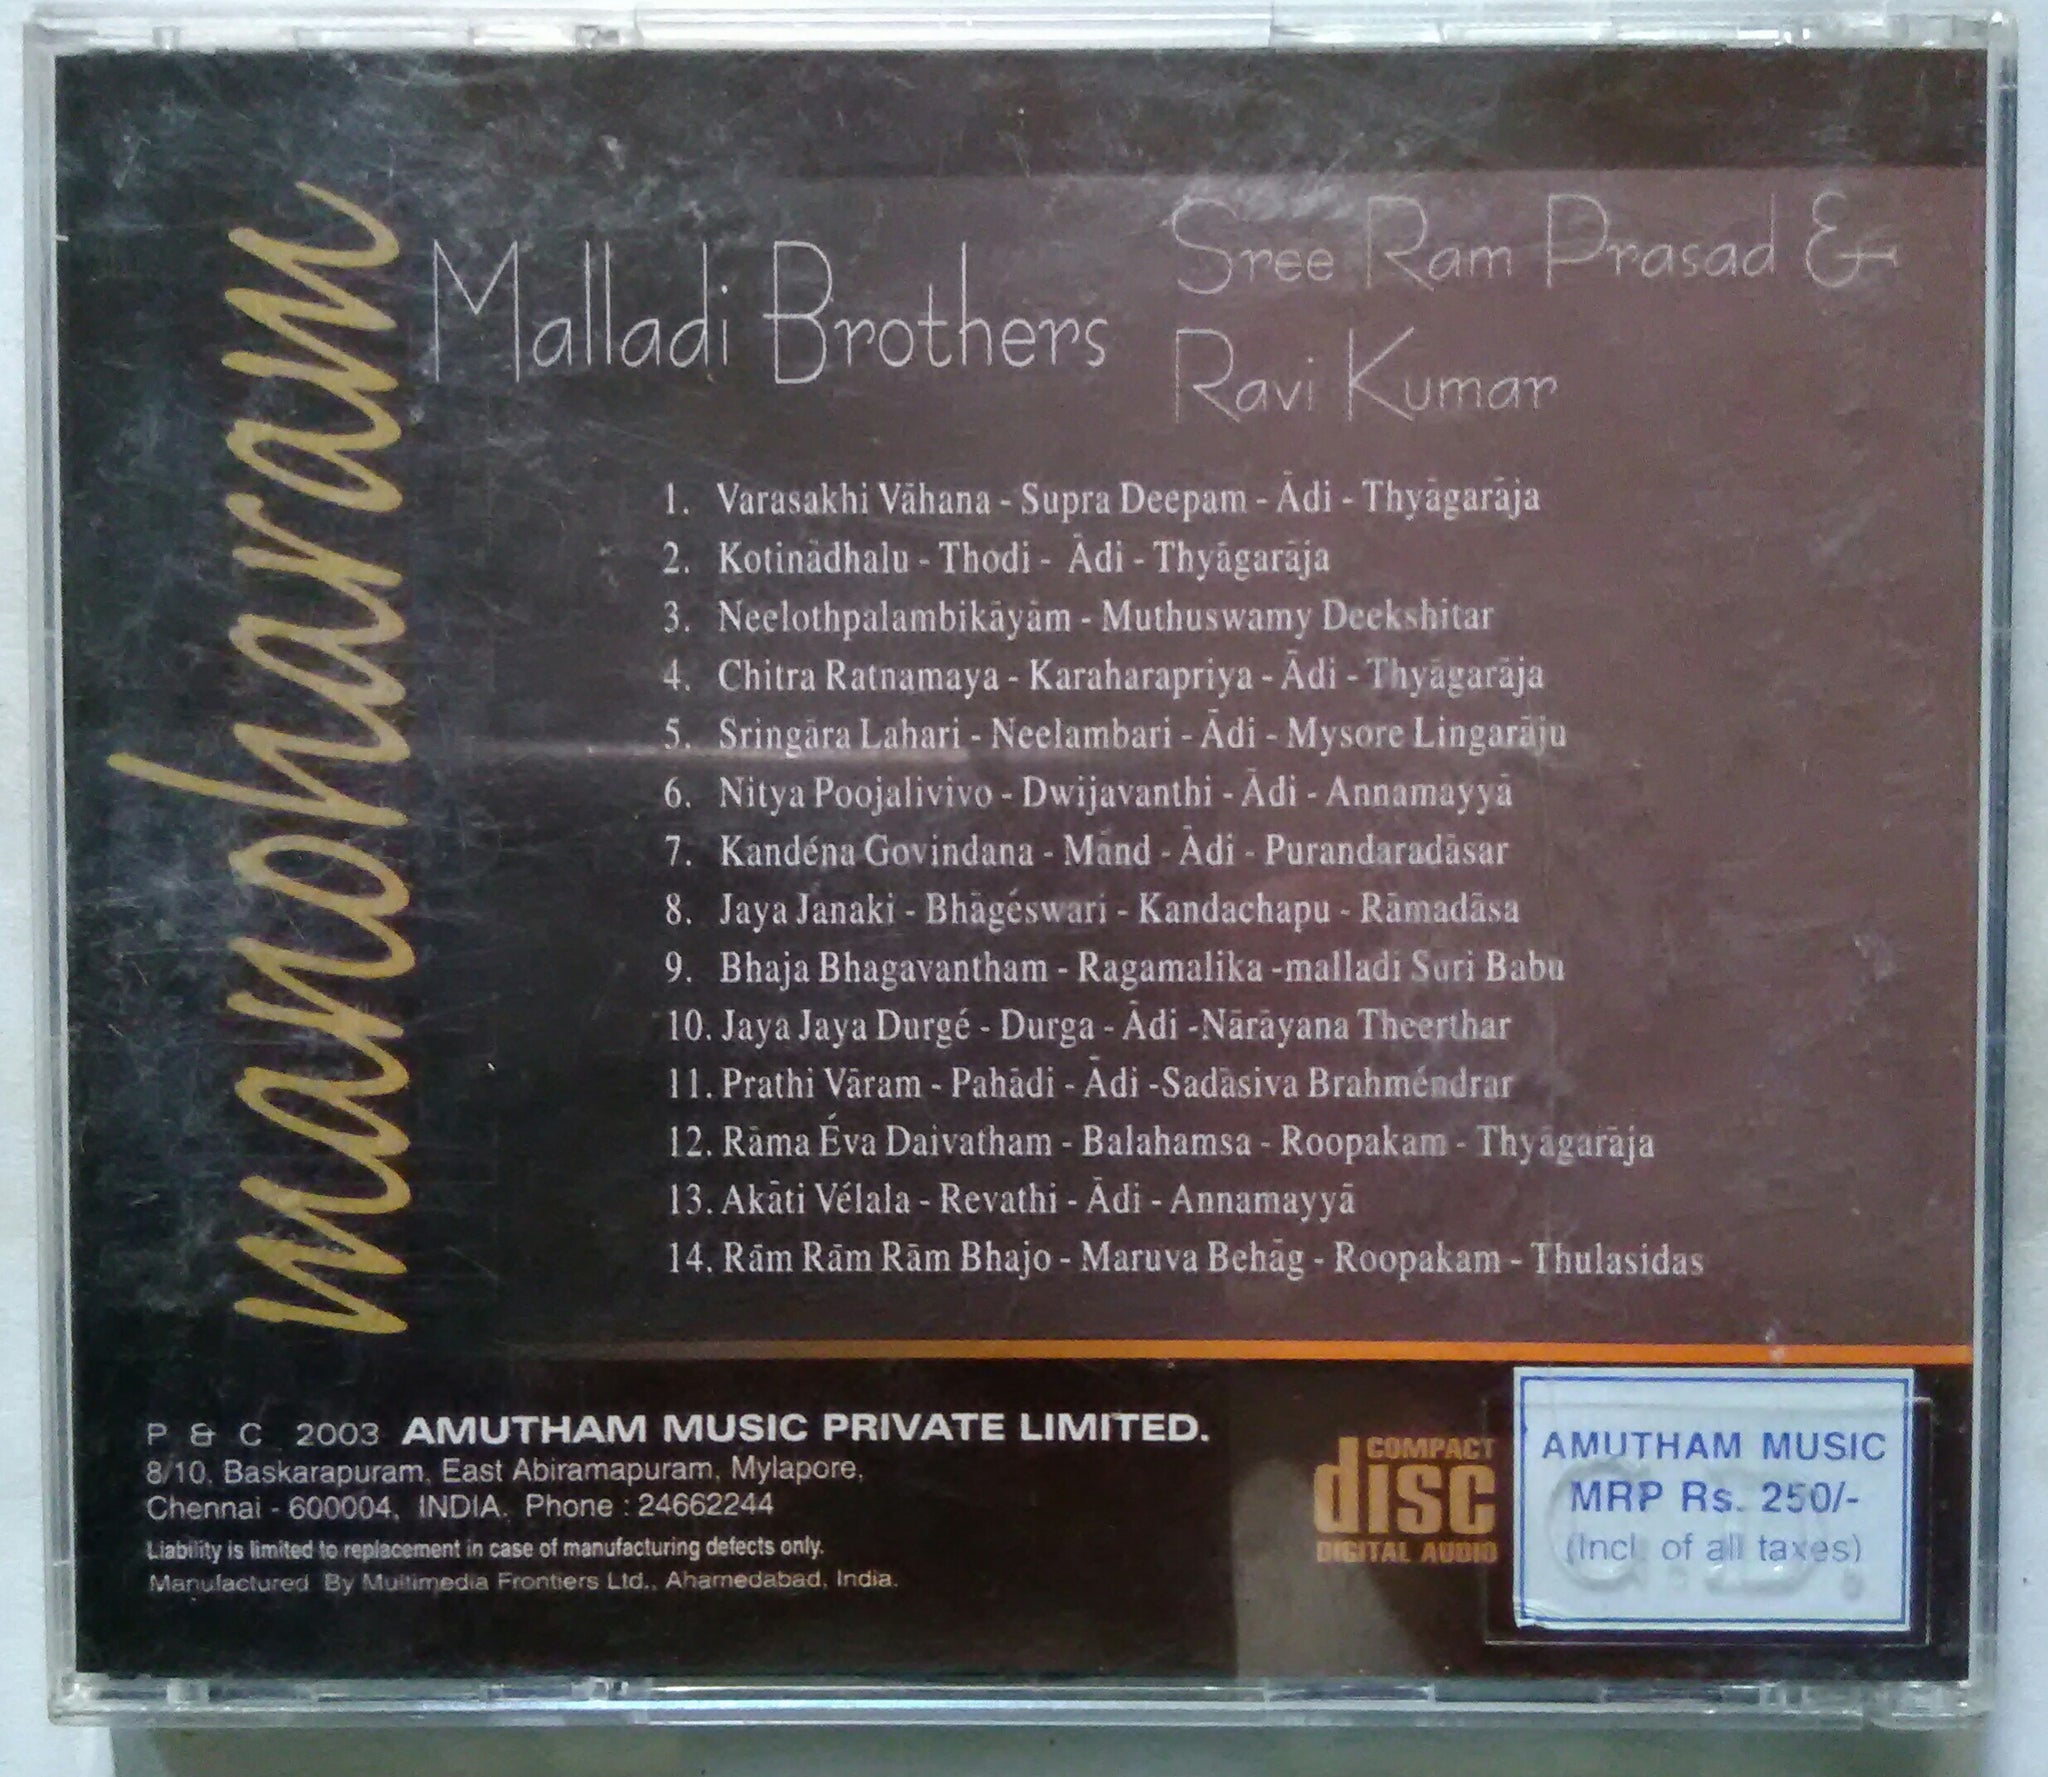 manoharam
Malladi Brothers
Sree Ram Prasad &
Ravi Kumar
1. Varasakhi Vāhana - Supra Deepam - Ādi - Thyāgarāja
2. Kotinādhalu - Thodi - Ādi - Thyāgarāja
3. Neelothpalambikāyām - Muthuswamy Deekshitar
4. Chitra Ratnamaya - Karaharapriya - Ādi - Thyāgarāja
5. Sringāra Lahari - Neelambari - Ādi - Mysore Lingarāju
6. Nitya Poojalivivo - Dwijavanthi - Ādi - Annamayyā
7. Kandéna Govindana - Mānd - Ādi - Purandaradāsar
8. Jaya Jānaki - Bhāgéswari - Kandachapu - Rāmadāsa
9. Bhaja Bhagavantham - Ragamalika -malladi Suri Babu
10. Jaya Jaya Durgé - Durga - Ādi -Nārāyana Theerthar
11. Prathi Vāram - Pahādi - Ādi -Sadāsiva Brahméndrar
12. Rāma Éva Daivatham - Balahamsa - Roopakam - Thyāgarāja
13. Akāti Vélala - Revathi - Ādi - Annamayyā
14. Rām Rām Rām Bhajo - Maruva Behāg - Roopakam - Thulasidas
P & C 2003 AMUTHAM MUSIC PRIVATE LIMITED.
8/10, Baskarapuram, East Abiramapuram, Mylapore,
Chennai - 600004, INDIA. Phone : 24662244
Liability is limited to replacement in case of manufacturing defects only.
Manufactured By Multimedia Frontiers Ltd., Ahamedabad, India.
COMPACT
disc
DIGITAL AUDIO
AMUTHAM MUSIC
MRP Rs. 250/-
(Incl. of all taxes)
C.D.